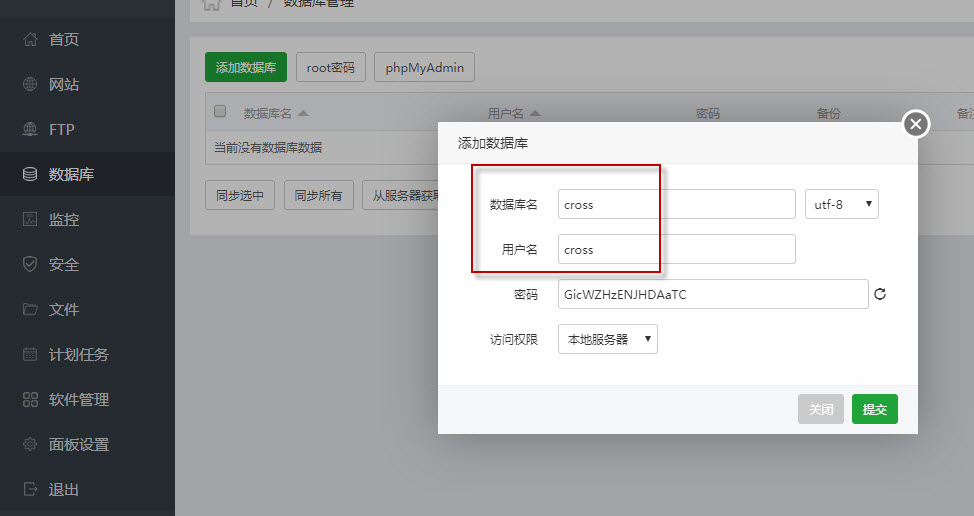 首页 / 数据库管理
首页
网站
FTP
数据库
监控
安全
文件
计划任务
软件管理
面板设置
退出
添加数据库 root密码 phpMyAdmin
数据库名 用户名 密码 备份 备注
当前没有数据库数据
同步选中 同步所有 从服务器获取
添加数据库
数据库名 cross utf-8
用户名 cross
密码 GicWZHzENJHDAaTC
访问权限 本地服务器
关闭 提交